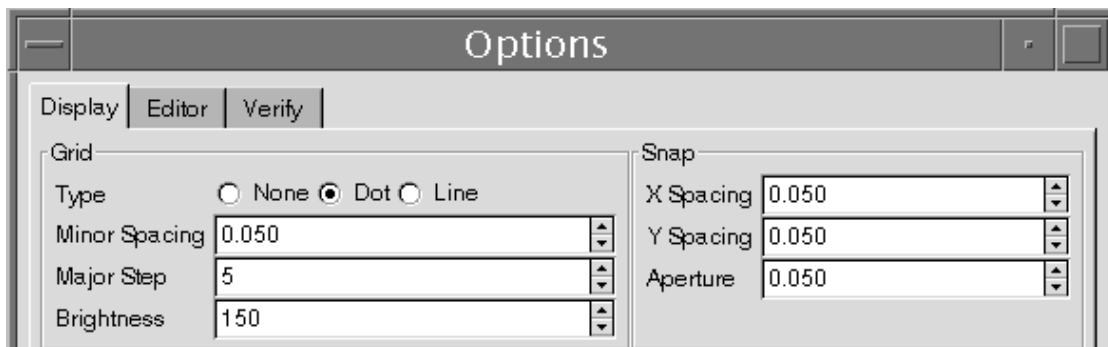 Options
Display Editor Verify
Grid
Type None Dot Line
Minor Spacing 0.050
Major Step 5
Brightness 150
Snap
X Spacing 0.050
Y Spacing 0.050
Aperture 0.050